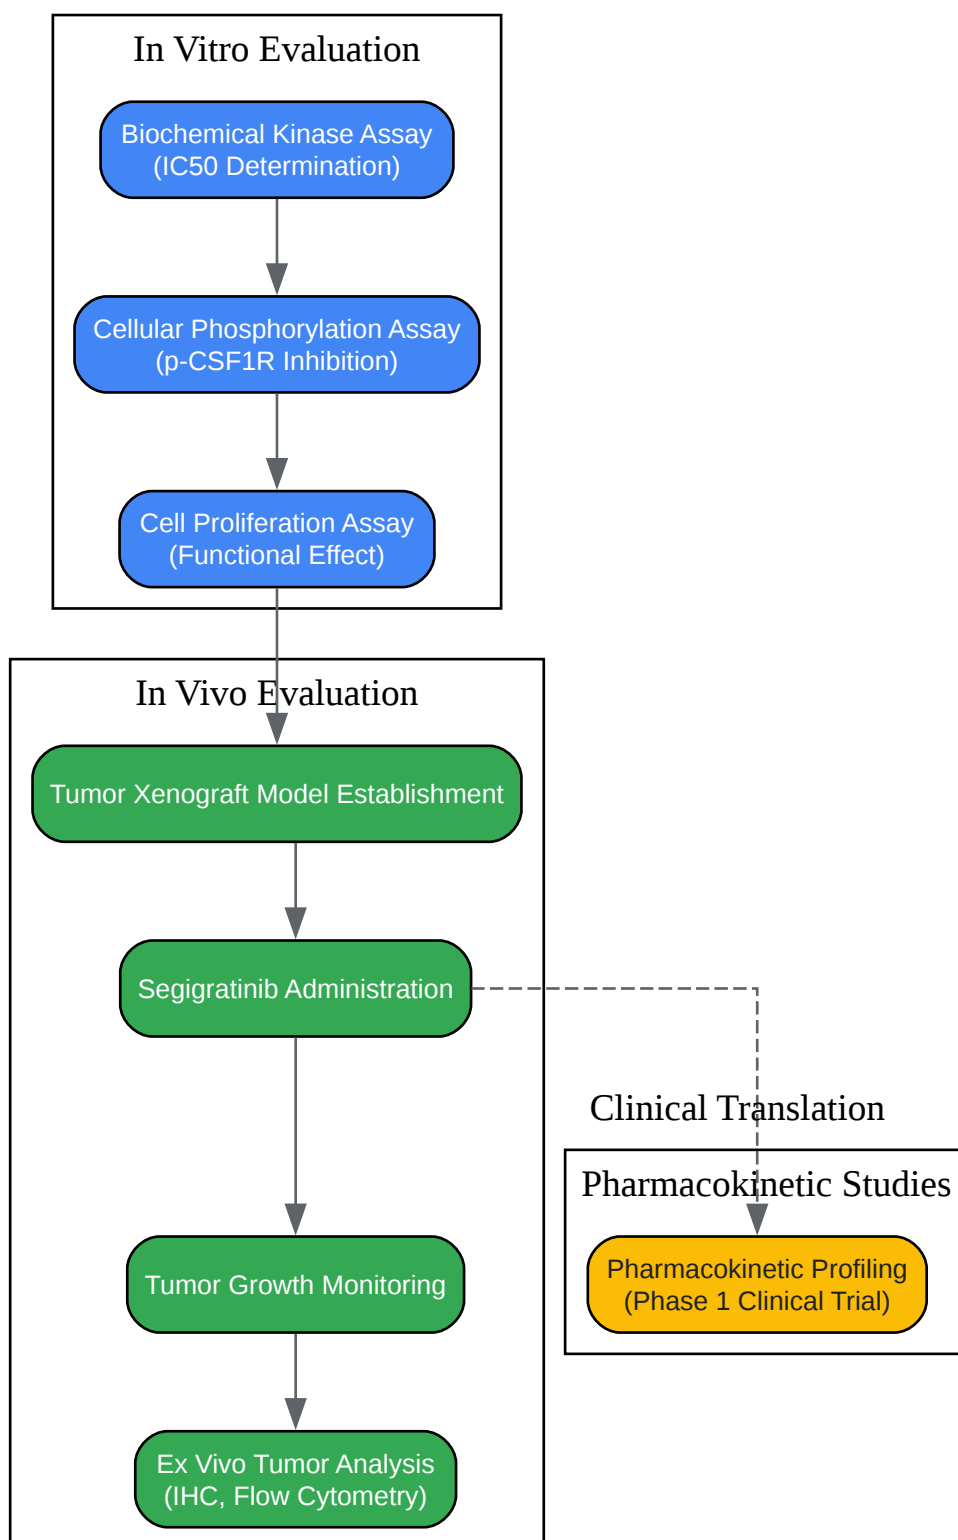 In Vitro Evaluation
Biochemical Kinase Assay
(IC50 Determination)
Cellular Phosphorylation Assay
(p-CSF1R Inhibition)
Cell Proliferation Assay
(Functional Effect)
In Vivo Evaluation
Tumor Xenograft Model Establishment
Segigratinib Administration
Clinical Translation
Pharmacokinetic Studies
Pharmacokinetic Profiling
(Phase 1 Clinical Trial)
Tumor Growth Monitoring
Ex Vivo Tumor Analysis
(IHC, Flow Cytometry)